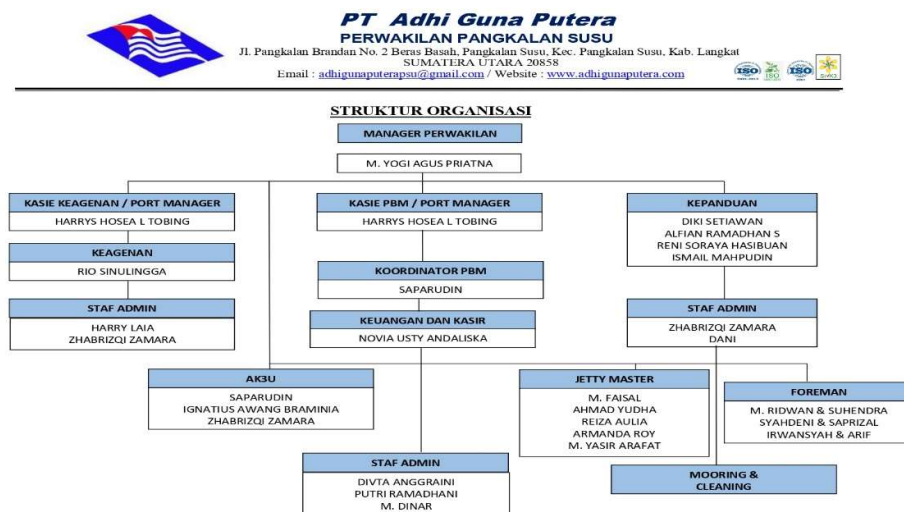 PT Adhi Guna Putera
PERWAKILAN PANGKALAN SUSU
Jl. Pangkalan Brandan No. 2 Beras Basah, Pangkalan Susu, Kec. Pangkalan Susu, Kab. Langkat
SUMATERA UTARA 20858
Email : adhigunaputerapsu@gmail.com / Website : www.adhigunaputera.com
ISO
ISO
ISO
SMK3
STRUKTUR ORGANISASI
MANAGER PERWAKILAN
M. YOGI AGUS PRIATNA
KASIE KEAGENAN / PORT MANAGER
HARRYS HOSEA L TOBING
KEAGENAN
RIO SINULINGGA
STAF ADMIN
HARRY LAIA
ZHABRIZQI ZAMARA
KASIE PBM / PORT MANAGER
HARRYS HOSEA L TOBING
KOORDINATOR PBM
SAPARUDIN
KEUANGAN DAN KASIR
NOVIA USTY ANDALISKA
KEPANDUAN
DIKI SETIAWAN
ALFIAN RAMADHAN S
RENI SORAYA HASIBUAN
ISMAIL MAHPUDIN
STAF ADMIN
ZHABRIZQI ZAMARA
DANI
AK3U
SAPARUDIN
IGNATIUS AWANG BRAMINIA
ZHABRIZQI ZAMARA
JETTY MASTER
M. FAISAL
AHMAD YUDHA
REIZA AULIA
ARMANDA ROY
M. YASIR ARAFAT
FOREMAN
M. RIDWAN & SUHENDRA
SYAHDENI & SAPRIZAL
IRWANSYAH & ARIF
STAF ADMIN
DIVTA ANGGRAINI
PUTRI RAMADHANI
M. DINAR
MOORING &
CLEANING